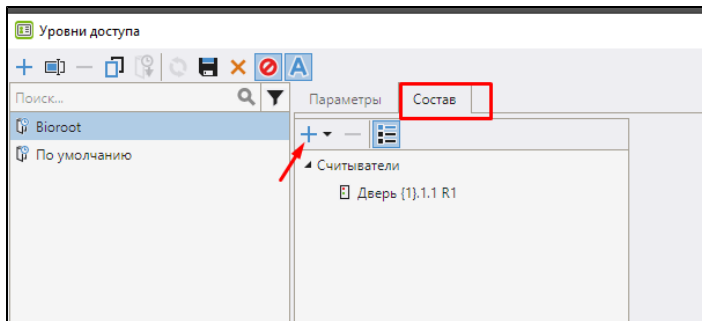 Уровни доступа
A
Поиск...
Параметры Состав
Bioroot
По умолчанию
Считыватели
Дверь {1}.1.1 R1